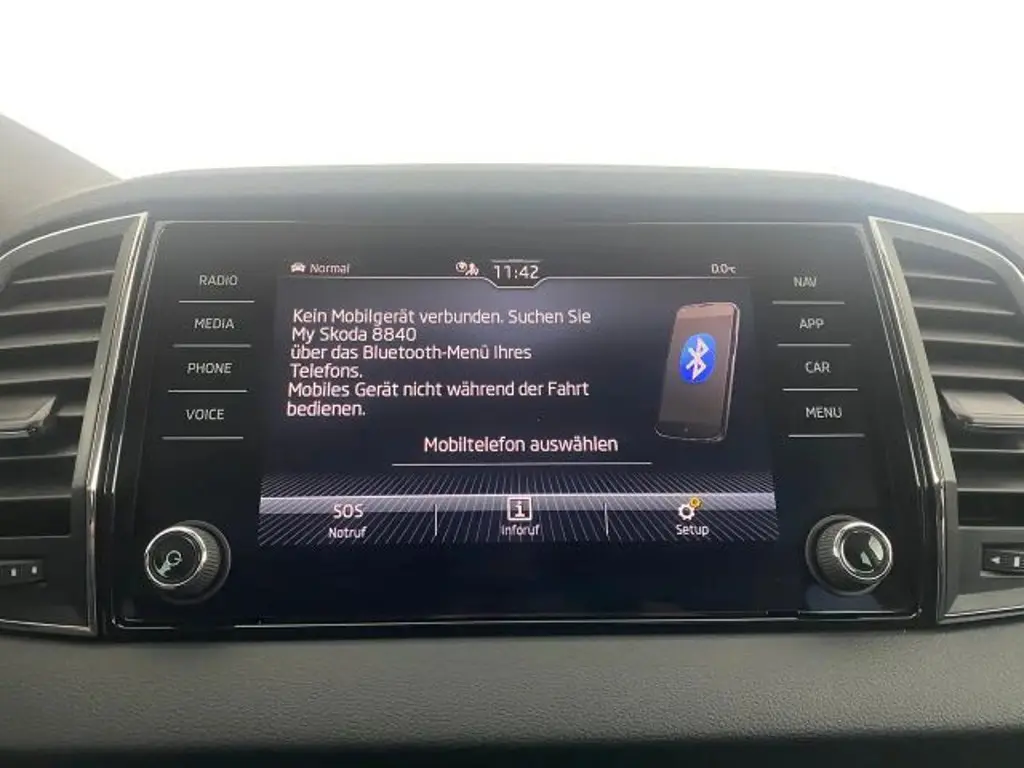 Normal
11:42
0.0°C
RADIO
MEDIA
PHONE
VOICE
Kein Mobilgerät verbunden. Suchen Sie
My Skoda 8840
über das Bluetooth-Menü Ihres
Telefons.
Mobiles Gerät nicht während der Fahrt
bedienen.
Mobiltelefon auswählen
SOS
Notruf
i
Inforuf
Setup
NAV
APP
CAR
MENU